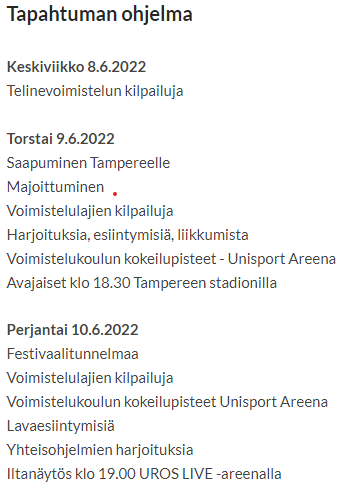 Tapahtuman ohjelma
Keskiviikko 8.6.2022
Telinevoimistelun kilpailuja
Torstai 9.6.2022
Saapuminen Tampereelle
Majoittuminen
Voimistelulajien kilpailuja
Harjoituksia, esiintymisiä, liikkumista
Voimistelukoulun kokeilupisteet - Unisport Areena
Avajaiset klo 18.30 Tampereen stadionilla
Perjantai 10.6.2022
Festivaalitunnelmaa
Voimistelulajien kilpailuja
Voimistelukoulun kokeilupisteet Unisport Areena
Lavaesiintymisiä
Yhteisohjelmien harjoituksia
Iltanäytös klo 19.00 UROS LIVE -areenalla